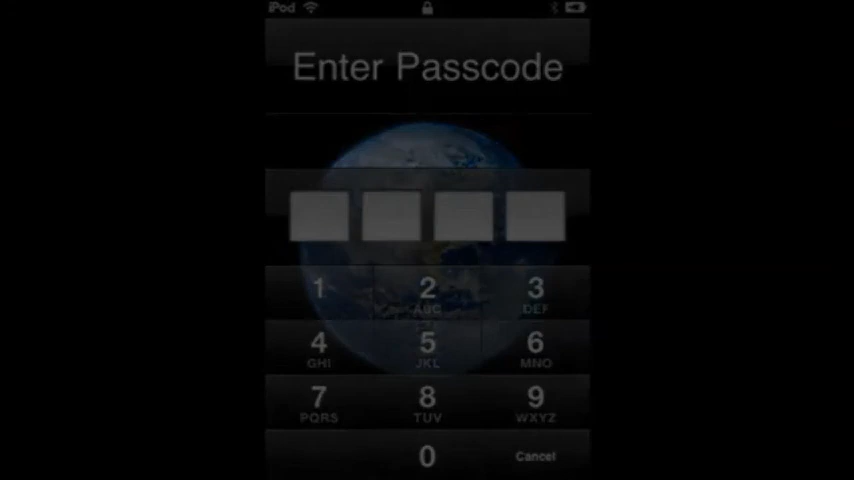 iPod
Enter Passcode
1 2 3
ABC DEF
4 5 6
GHI JKL MNO
7 8 9
PQRS TUV WXYZ
0 Cancel